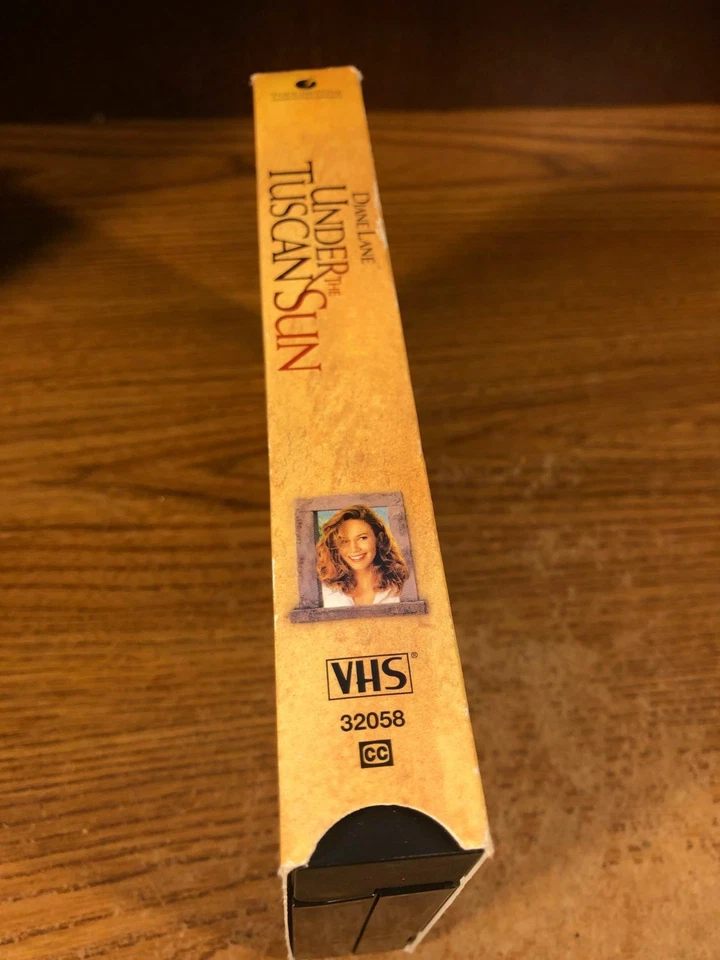 DIANE LANE
UNDER THE
TUSCAN SUN
VHS®
32058
CC